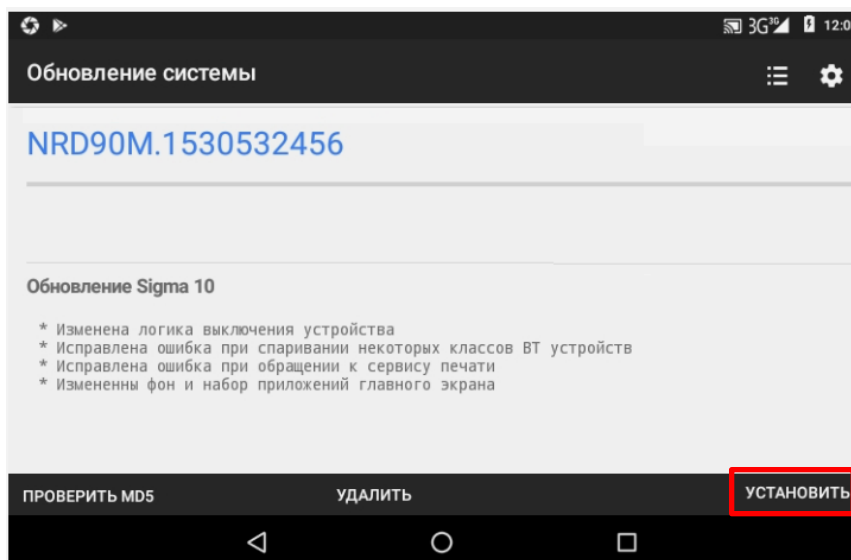 3G 3G 12:0
Обновление системы
NRD90M.1530532456
Обновление Sigma 10
* Изменена логика выключения устройства
* Исправлена ошибка при спаривании некоторых классов BT устройств
* Исправлена ошибка при обращении к сервису печати
* Измененны фон и набор приложений главного экрана
ПРОВЕРИТЬ MD5 УДАЛИТЬ УСТАНОВИТЬ